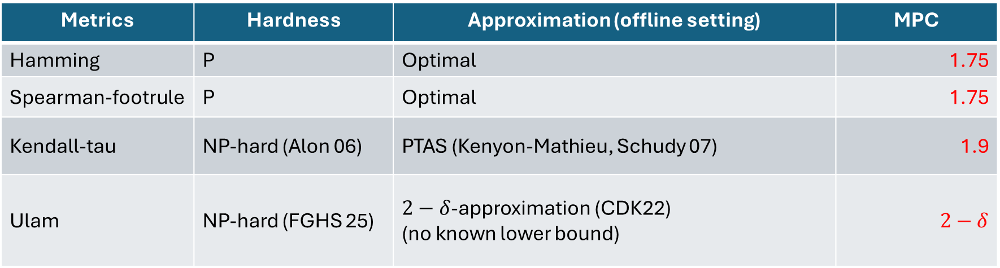 Metrics Hardness Approximation (offline setting) MPC
Hamming P Optimal 1.75
Spearman-footrule P Optimal 1.75
Kendall-tau NP-hard (Alon 06) PTAS (Kenyon-Mathieu, Schudy 07) 1.9
Ulam NP-hard (FGHS 25) 2 − δ-approximation (CDK22)
(no known lower bound) 2 − δ